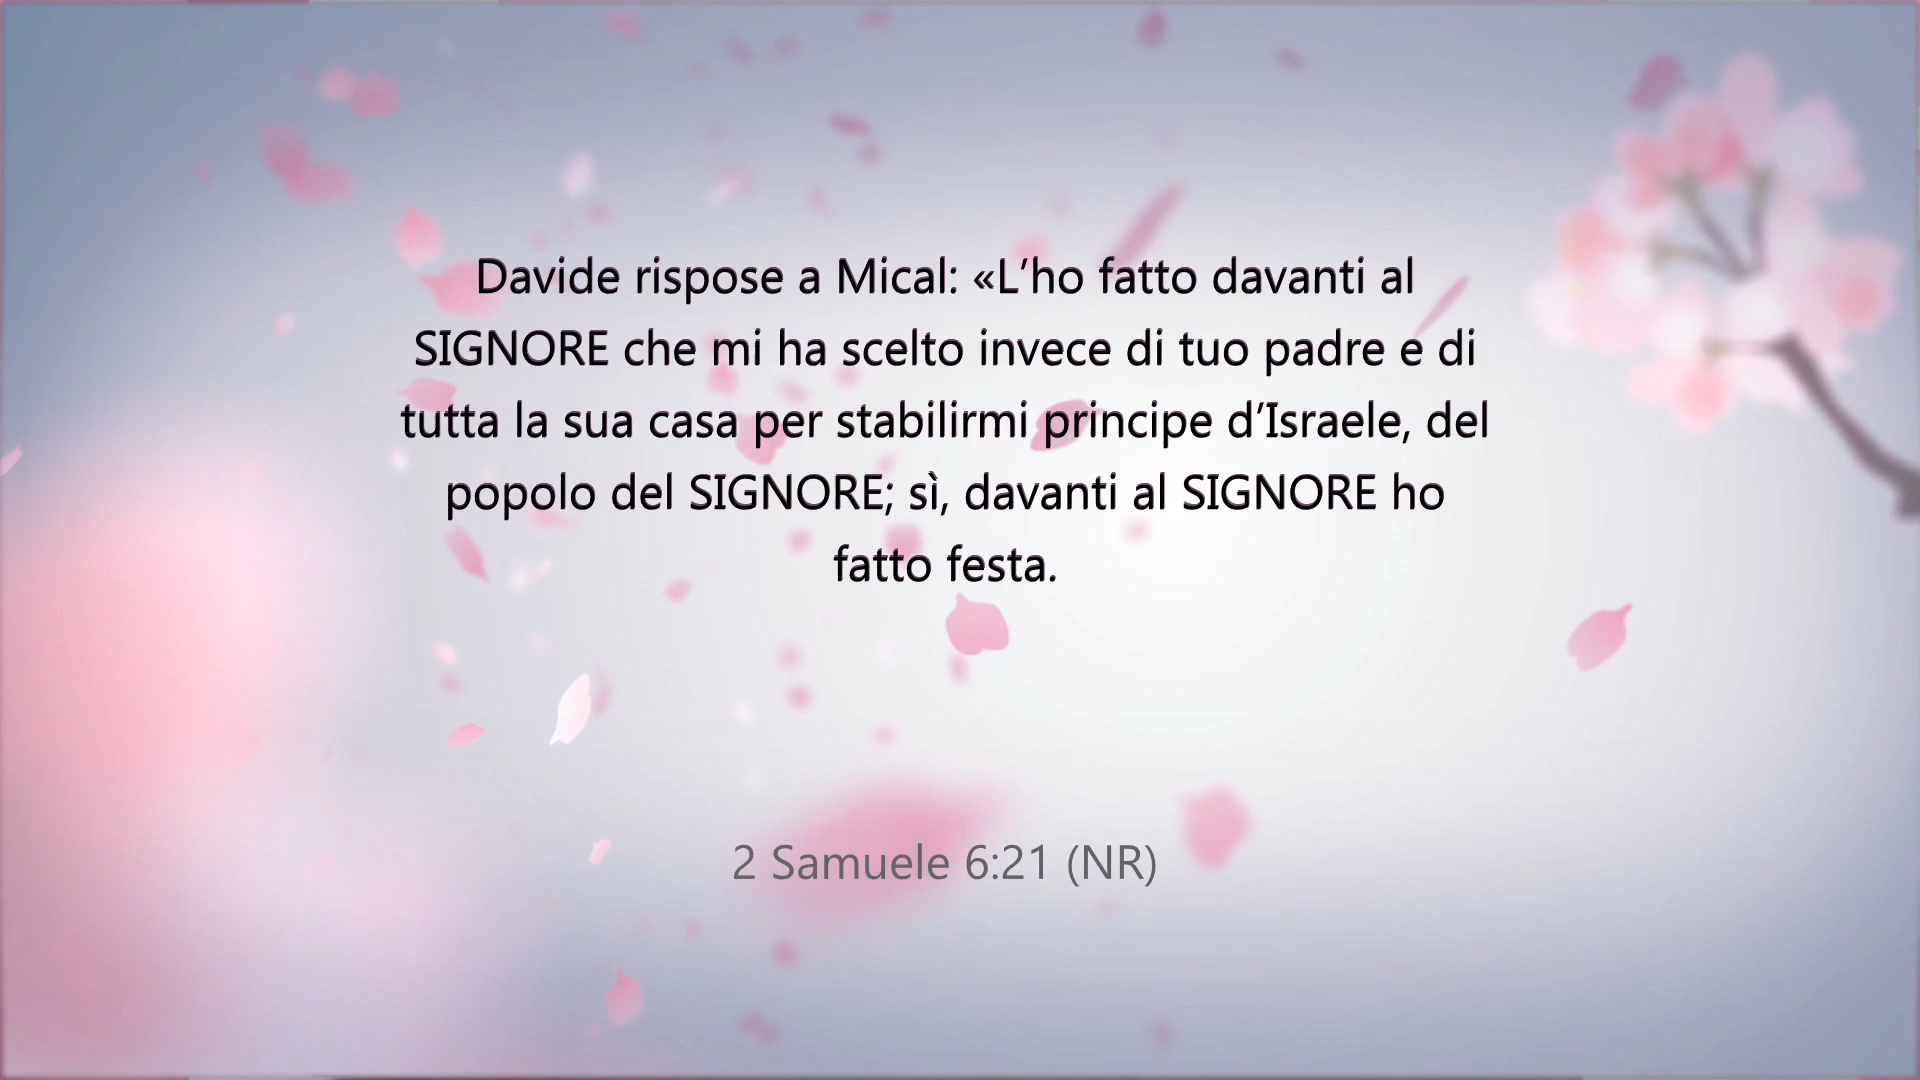 Davide rispose a Mical: «L’ho fatto davanti al
SIGNORE che mi ha scelto invece di tuo padre e di
tutta la sua casa per stabilirmi principe d’Israele, del
popolo del SIGNORE; sì, davanti al SIGNORE ho
fatto festa.
2 Samuele 6:21 (NR)